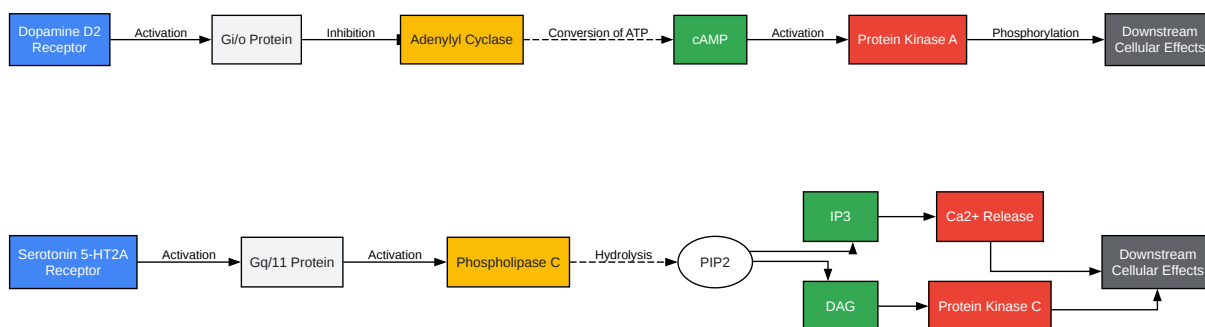 Dopamine D2
Receptor
Activation
Gi/o Protein
Inhibition
Adenylyl Cyclase
Conversion of ATP
cAMP
Activation
Protein Kinase A
Phosphorylation
Downstream
Cellular Effects
Serotonin 5-HT2A
Receptor
Activation
Gq/11 Protein
Activation
Phospholipase C
Hydrolysis
PIP2
IP3
Ca2+ Release
DAG
Protein Kinase C
Downstream
Cellular Effects